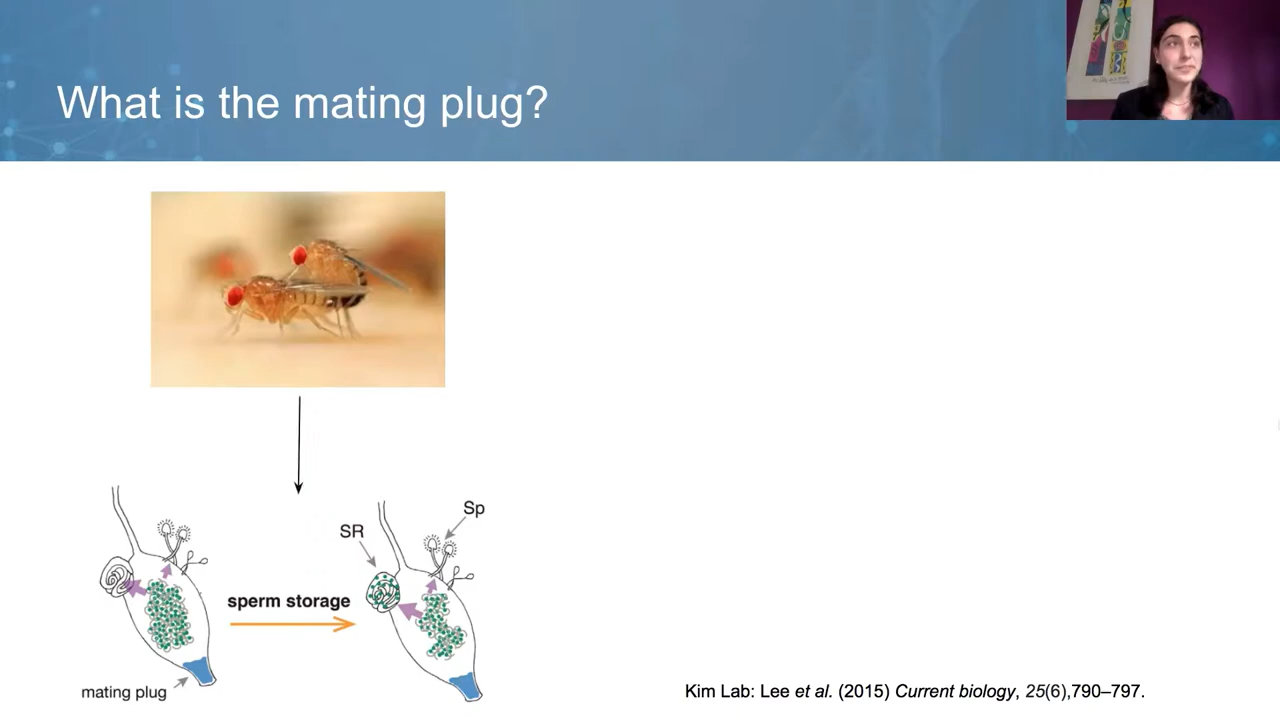 What is the mating plug?
Sp
SR
sperm storage
mating plug
Kim Lab: Lee et al. (2015) Current biology, 25(6),790–797.